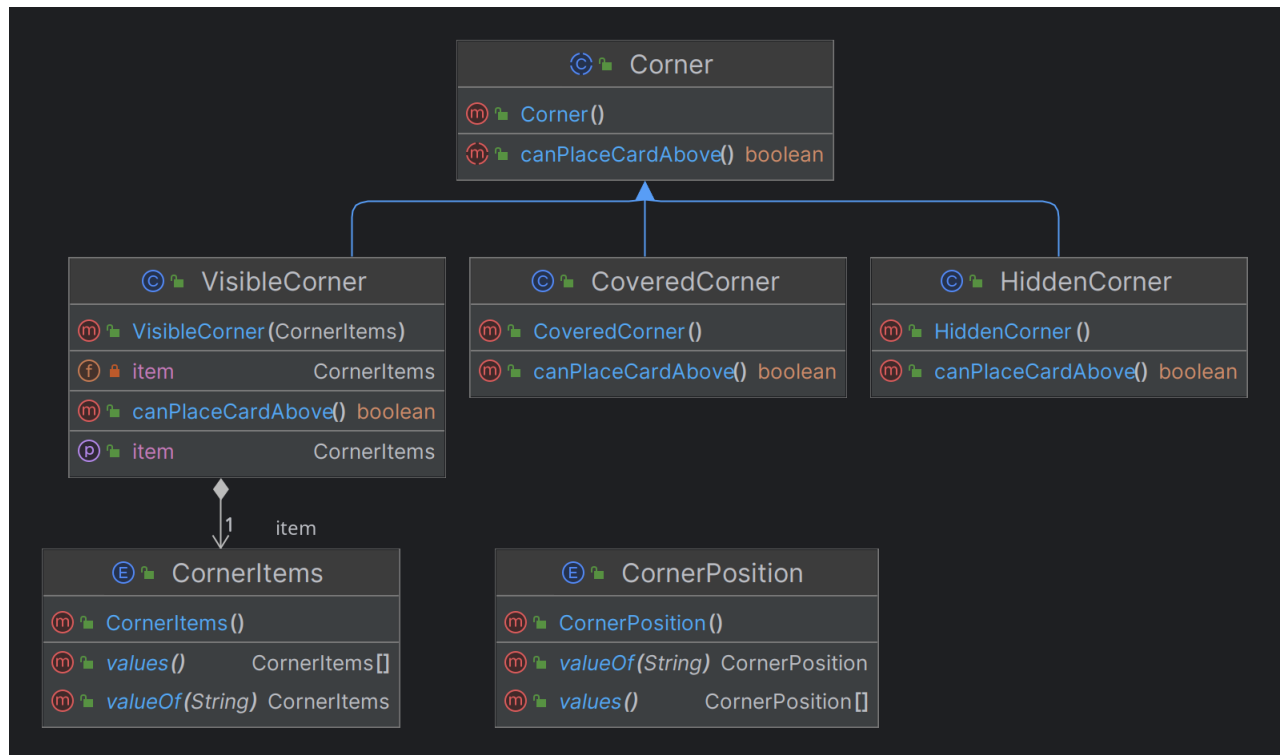 Corner
Corner()
canPlaceCardAbove() boolean
VisibleCorner
VisibleCorner(CornerItems)
item CornerItems
canPlaceCardAbove() boolean
item CornerItems
CoveredCorner
CoveredCorner()
canPlaceCardAbove() boolean
HiddenCorner
HiddenCorner()
canPlaceCardAbove() boolean
1 item
CornerItems
CornerItems()
values() CornerItems[]
valueOf(String) CornerItems
CornerPosition
CornerPosition()
valueOf(String) CornerPosition
values() CornerPosition[]